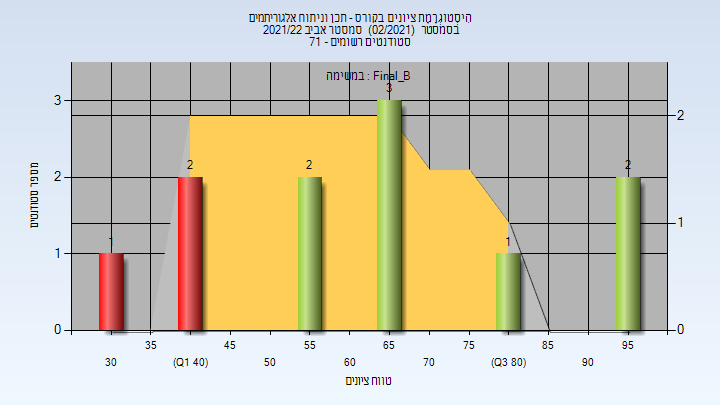 היסטוגרמת ציונים בקורס - תכן וניתוח אלגוריתמים
בסמסטר (02/2021) סמסטר אביב 2021/22
סטודנטים רשומים - 71
במשימה : Final_B
3
2
1
0
מספר סטודנטים
2
1
0
1
2
2
3
1
2
35 45 55 65 75 85 95
30 (Q1 40) 50 60 70 (Q3 80) 90
טווח ציונים